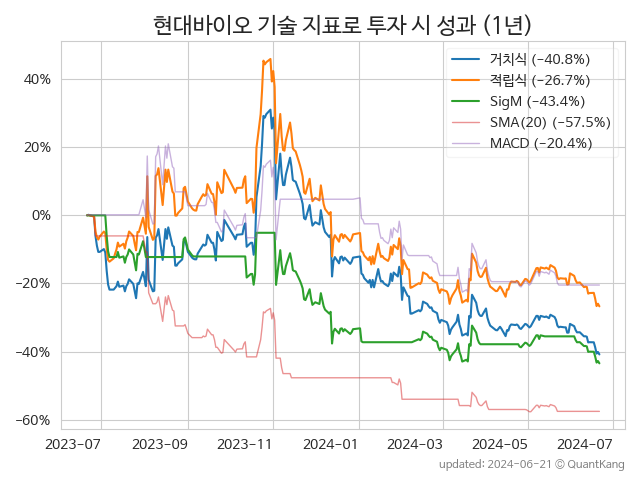 현대바이오 기술 지표로 투자 시 성과 (1년)
거치식 (−40.8%)
적립식 (−26.7%)
SigM (−43.4%)
SMA(20) (−57.5%)
MACD (−20.4%)
40%
20%
0%
−20%
−40%
−60%
2023-07 2023-09 2023-11 2024-01 2024-03 2024-05 2024-07
updated: 2024-06-21 © QuantKang